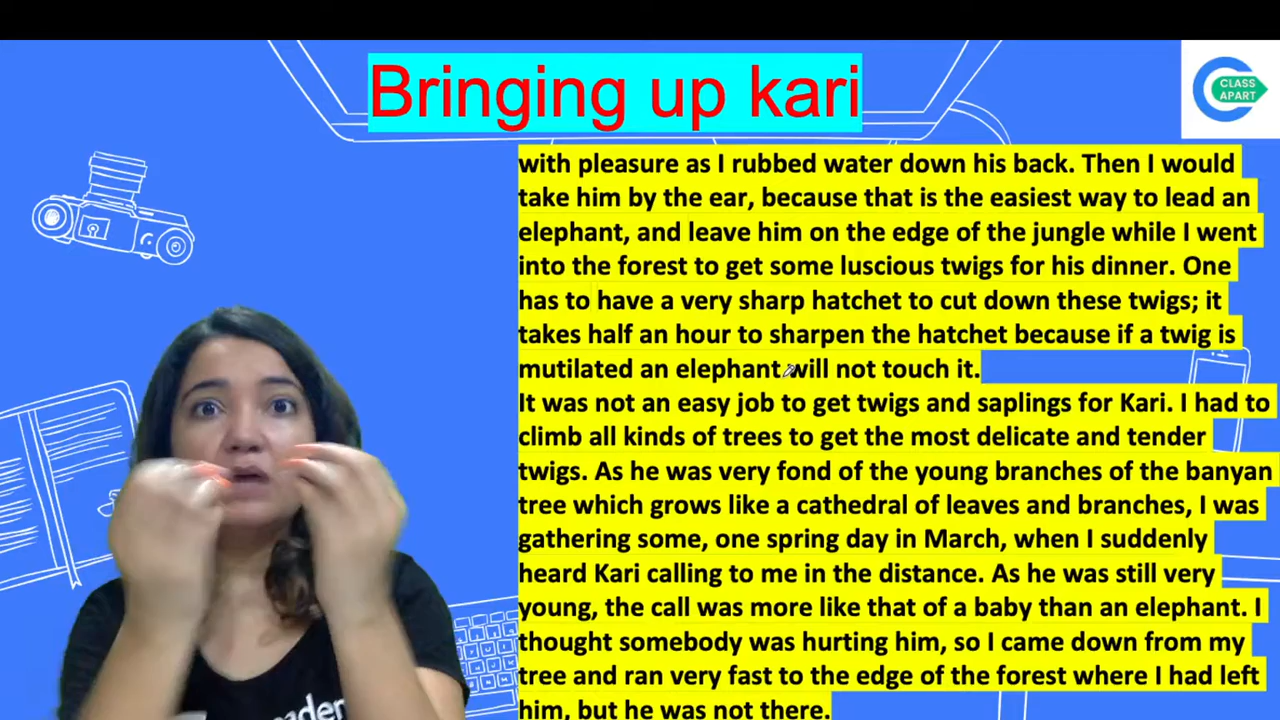 Bringing up kari
CLASS
APART
with pleasure as I rubbed water down his back. Then I would
take him by the ear, because that is the easiest way to lead an
elephant, and leave him on the edge of the jungle while I went
into the forest to get some luscious twigs for his dinner. One
has to have a very sharp hatchet to cut down these twigs; it
takes half an hour to sharpen the hatchet because if a twig is
mutilated an elephant will not touch it.
It was not an easy job to get twigs and saplings for Kari. I had to
climb all kinds of trees to get the most delicate and tender
twigs. As he was very fond of the young branches of the banyan
tree which grows like a cathedral of leaves and branches, I was
gathering some, one spring day in March, when I suddenly
heard Kari calling to me in the distance. As he was still very
young, the call was more like that of a baby than an elephant. I
thought somebody was hurting him, so I came down from my
tree and ran very fast to the edge of the forest where I had left
him, but he was not there.